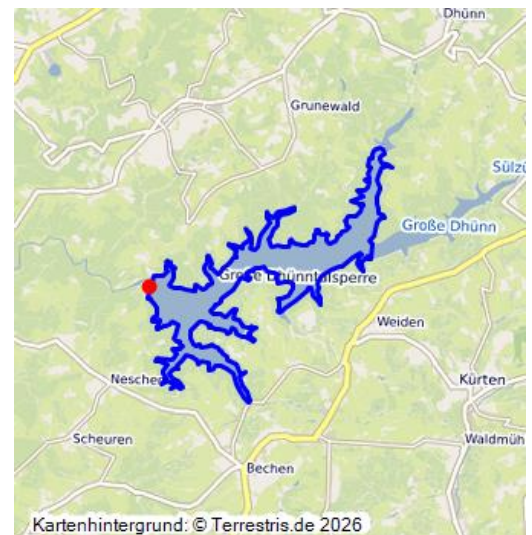 Dhünn
Grunewald
Sülzü
Große Dhünn
Große Dhünntalsperre
Weiden
Nesche
Kürten
Scheuren
Waldmüh
Bechen
Kartenhintergrund: © Terrestris.de 2026